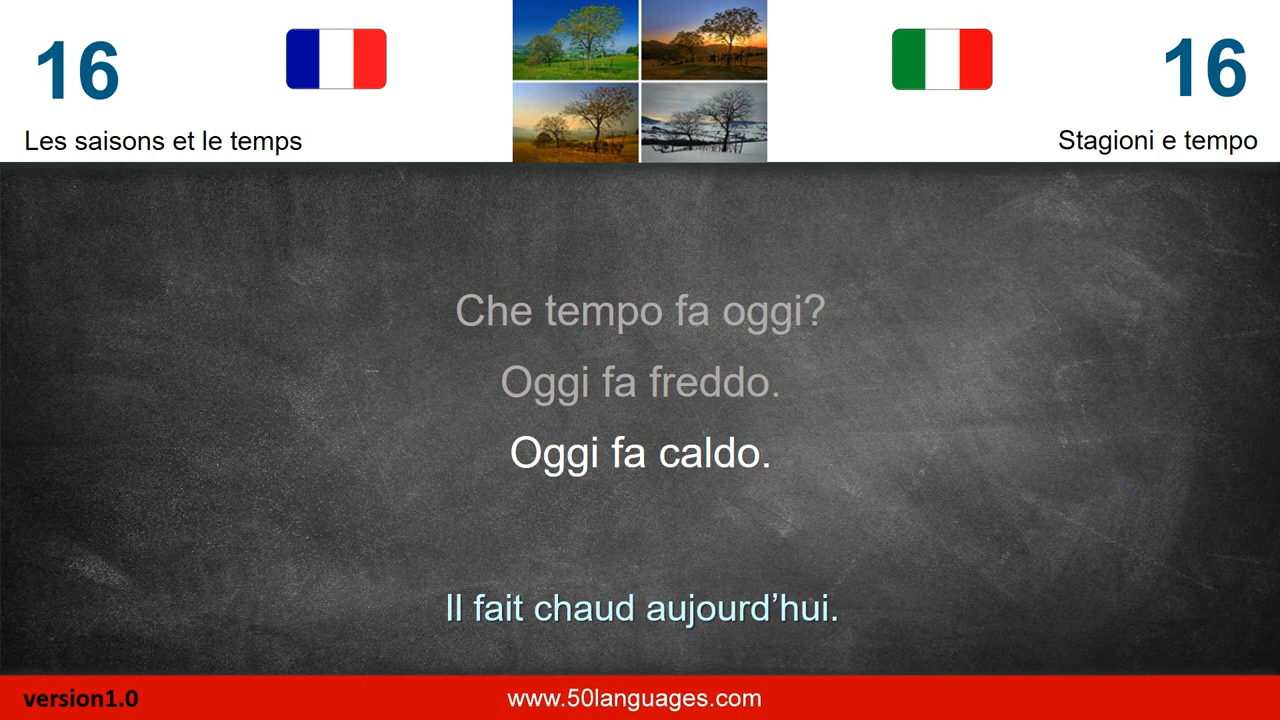 16
16
Les saisons et le temps
Stagioni e tempo
Che tempo fa oggi?
Oggi fa freddo.
Oggi fa caldo.
Il fait chaud aujourd’hui.
version1.0
www.50languages.com